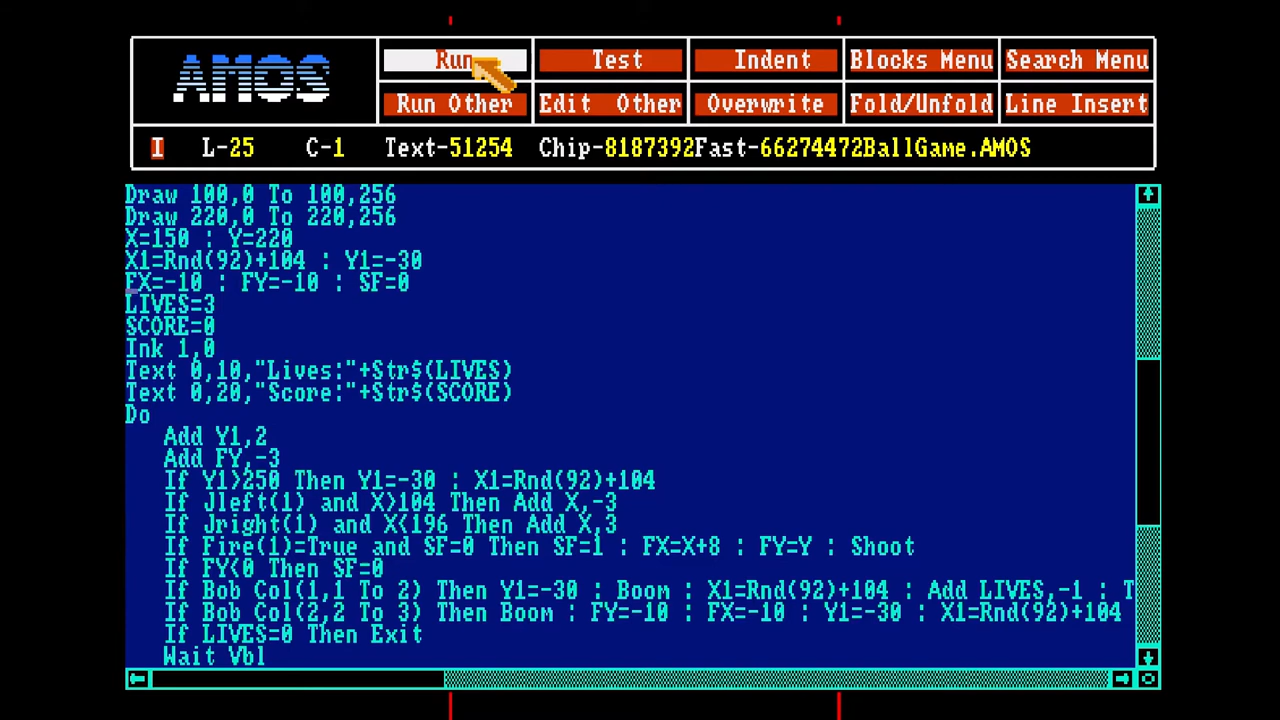 AMOS
Run Test Indent Blocks Menu Search Menu
Run Other Edit Other Overwrite Fold/Unfold Line Insert
I L-25 C-1 Text-51254 Chip-8187392Fast-66274472BallGame.AMOS
Draw 100,0 To 100,256
Draw 220,0 To 220,256
X=150 : Y=220
X1=Rnd(92)+104 : Y1=-30
FX=-10 : FY=-10 : SF=0
LIVES=3
SCORE=0
Ink 1,0
Text 0,10,"Lives:"+Str$(LIVES)
Text 0,20,"Score:"+Str$(SCORE)
Do
Add Y1,2
Add FY,-3
If Y1>250 Then Y1=-30 : X1=Rnd(92)+104
If Jleft(1) and X>104 Then Add X,-3
If Jright(1) and X<196 Then Add X,3
If Fire(1)=True and SF=0 Then SF=1 : FX=X+8 : FY=Y : Shoot
If FY<0 Then SF=0
If Bob Col(1,1 To 2) Then Y1=-30 : Boom : X1=Rnd(92)+104 : Add LIVES,-1 : T
If Bob Col(2,2 To 3) Then Boom : FY=-10 : FX=-10 : Y1=-30 : X1=Rnd(92)+104
If LIVES=0 Then Exit
Wait Vbl